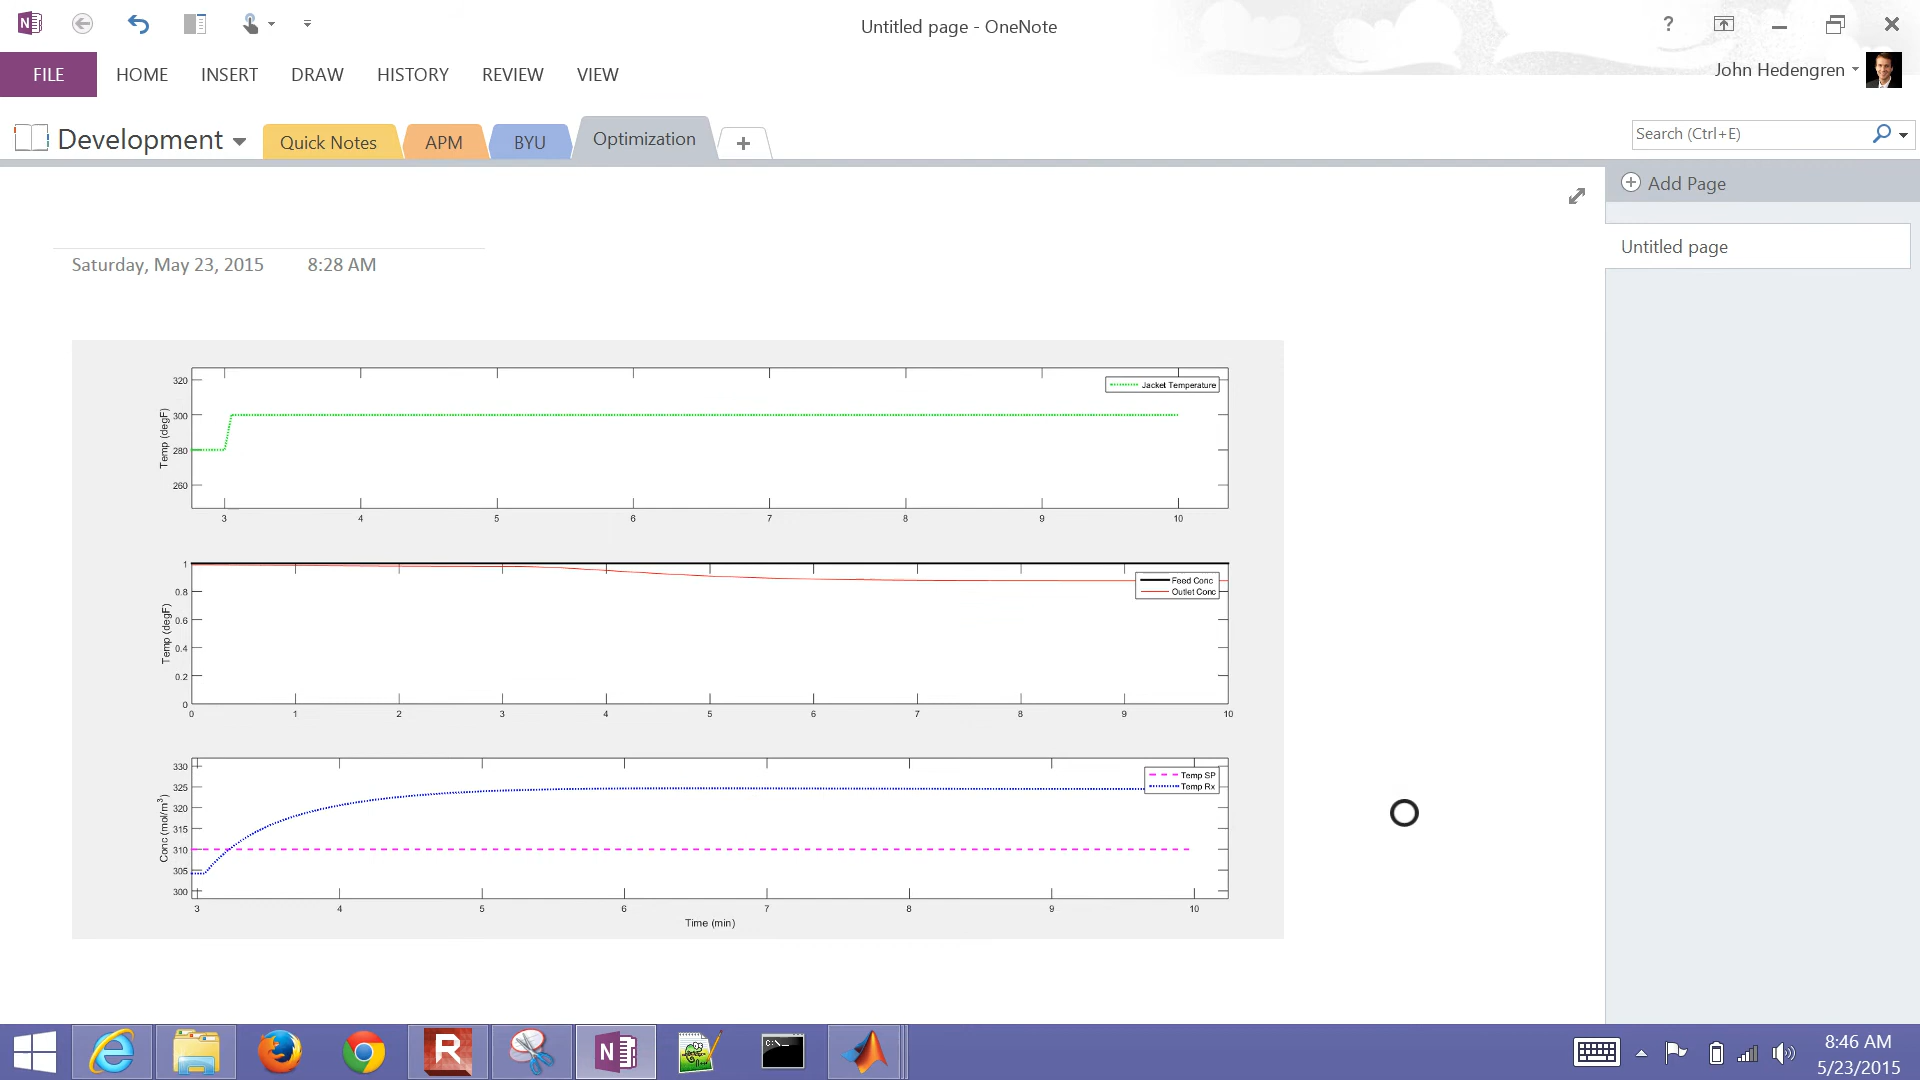 Untitled page - OneNote
?
FILE HOME INSERT DRAW HISTORY REVIEW VIEW
John Hedengren
Development Quick Notes APM BYU Optimization +
Search (Ctrl+E)
Add Page
Untitled page
Saturday, May 23, 2015 8:28 AM
Temp (degF)
320
300
280
260
Jacket Temperature
3 4 5 6 7 8 9 10
Temp (degF)
1
0.8
0.6
0.4
0.2
0
Feed Conc
Outlet Conc
0 1 2 3 4 5 6 7 8 9 10
Conc (mol/m³)
330
325
320
315
310
305
300
Temp SP
Temp Rx
3 4 5 6 7 8 9 10
Time (min)
8:46 AM
5/23/2015